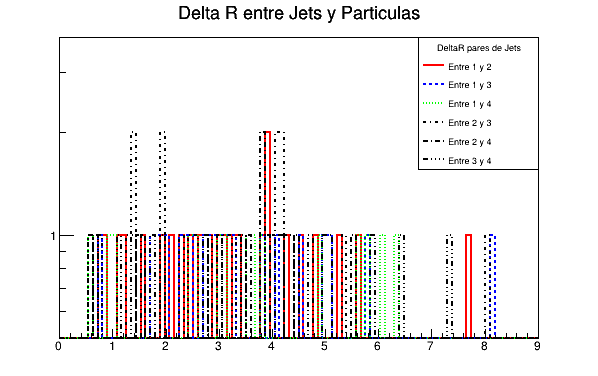 Delta R entre Jets y Particulas
DeltaR pares de Jets
Entre 1 y 2
Entre 1 y 3
Entre 1 y 4
Entre 2 y 3
Entre 2 y 4
Entre 3 y 4
1
0 1 2 3 4 5 6 7 8 9